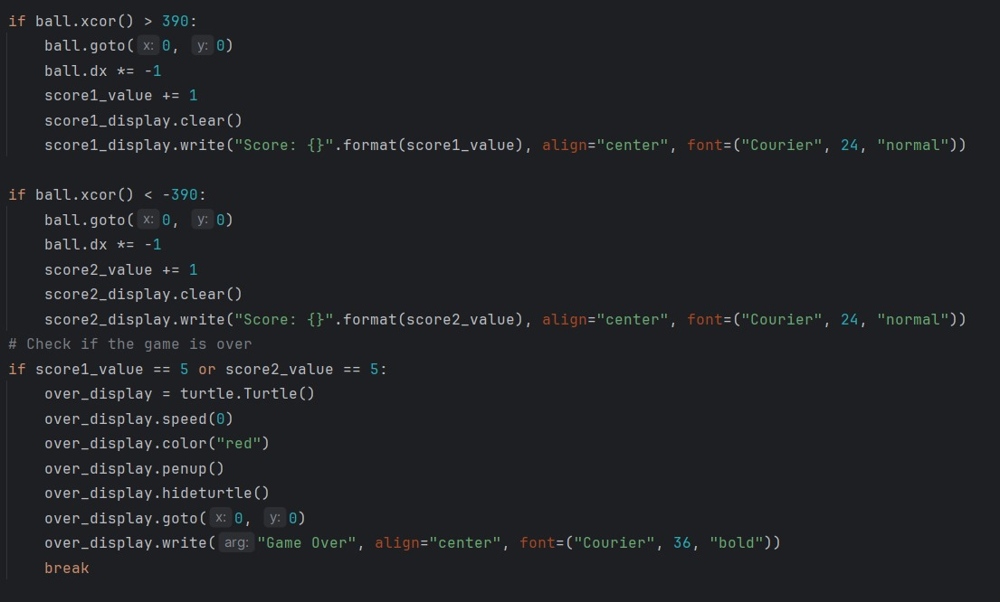 if ball.xcor() > 390:
    ball.goto(x: 0, y: 0)
    ball.dx *= -1
    score1_value += 1
    score1_display.clear()
    score1_display.write("Score: {}".format(score1_value), align="center", font=("Courier", 24, "normal"))

if ball.xcor() < -390:
    ball.goto(x: 0, y: 0)
    ball.dx *= -1
    score2_value += 1
    score2_display.clear()
    score2_display.write("Score: {}".format(score2_value), align="center", font=("Courier", 24, "normal"))
# Check if the game is over
if score1_value == 5 or score2_value == 5:
    over_display = turtle.Turtle()
    over_display.speed(0)
    over_display.color("red")
    over_display.penup()
    over_display.hideturtle()
    over_display.goto(x: 0, y: 0)
    over_display.write(arg: "Game Over", align="center", font=("Courier", 36, "bold"))
    break